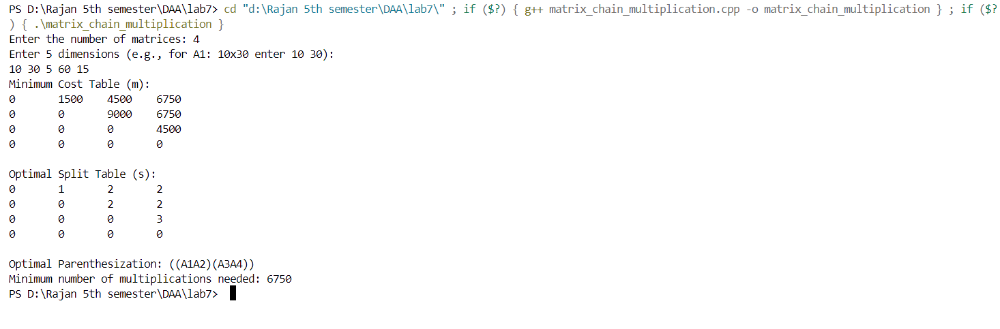 PS D:\Rajan 5th semester\DAA\lab7> cd "d:\Rajan 5th semester\DAA\lab7\" ; if ($?) { g++ matrix_chain_multiplication.cpp -o matrix_chain_multiplication } ; if ($?
) { .\matrix_chain_multiplication }
Enter the number of matrices: 4
Enter 5 dimensions (e.g., for A1: 10x30 enter 10 30):
10 30 5 60 15
Minimum Cost Table (m):
0 1500 4500 6750
0 0 9000 6750
0 0 0 4500
0 0 0 0
Optimal Split Table (s):
0 1 2 2
0 0 2 2
0 0 0 3
0 0 0 0
Optimal Parenthesization: ((A1A2)(A3A4))
Minimum number of multiplications needed: 6750
PS D:\Rajan 5th semester\DAA\lab7>